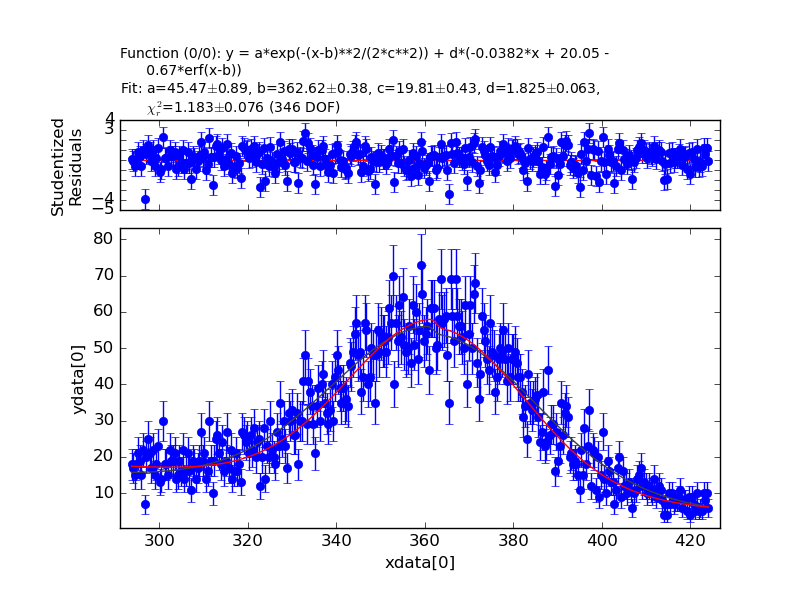 Function (0/0): y = a*exp(-(x-b)**2/(2*c**2)) + d*(-0.0382*x + 20.05 -
0.67*erf(x-b))
Fit: a=45.47±0.89, b=362.62±0.38, c=19.81±0.43, d=1.825±0.063,
χ²ᵣ=1.183±0.076 (346 DOF)
4
3
−4
−5
Studentized
Residuals
80
70
60
50
40
30
20
10
ydata[0]
300 320 340 360 380 400 420
xdata[0]